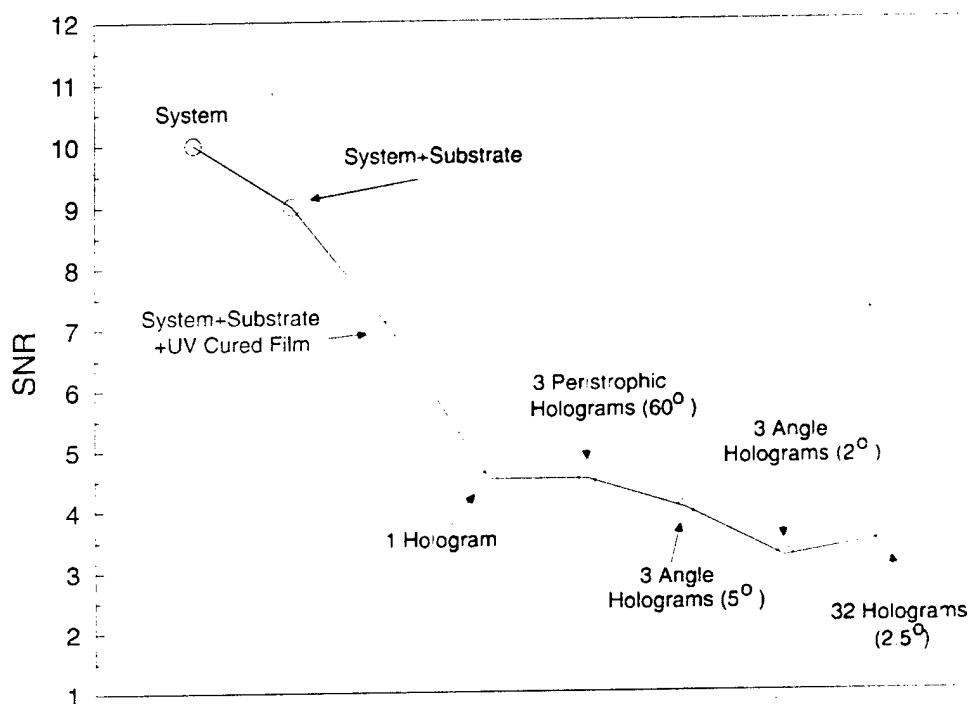 12
11
10
9
8
7
6
5
4
3
2
1
SNR
System
System+Substrate
System+Substrate
+UV Cured Film
3 Peristrophic
Holograms (60°)
3 Angle
Holograms (2°)
1 Hologram
3 Angle
Holograms (5°)
32 Holograms
(2.5°)